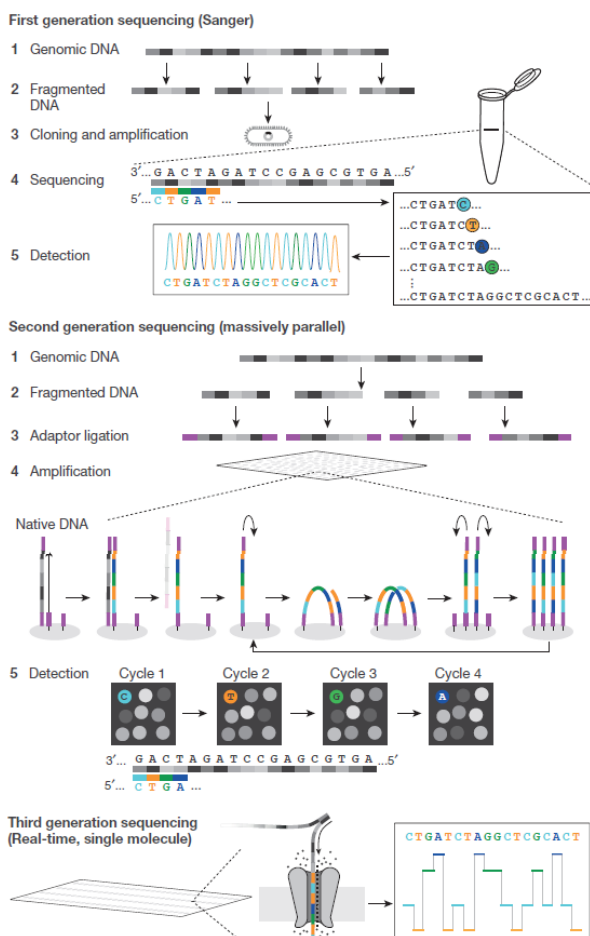 First generation sequencing (Sanger)
1 Genomic DNA
2 Fragmented
DNA
3 Cloning and amplification
3′...GACTAGATCCGAGCGTGA...5′
4 Sequencing
5′... C T G A T ...
...CTGATC...
...CTGATCT...
...CTGATCTA...
...CTGATCTAG...
...CTGATCTAGGCTCGCACT...
5 Detection
CTGATCTAGGCTCGCACT
Second generation sequencing (massively parallel)
1 Genomic DNA
2 Fragmented DNA
3 Adaptor ligation
4 Amplification
Native DNA
5 Detection
Cycle 1 Cycle 2 Cycle 3 Cycle 4
C T G A
3′... GACTAGATCCGAGCGTGA...5′
5′... C T G A ...
Third generation sequencing
(Real-time, single molecule)
CTGATCTAGGCTCGCACT